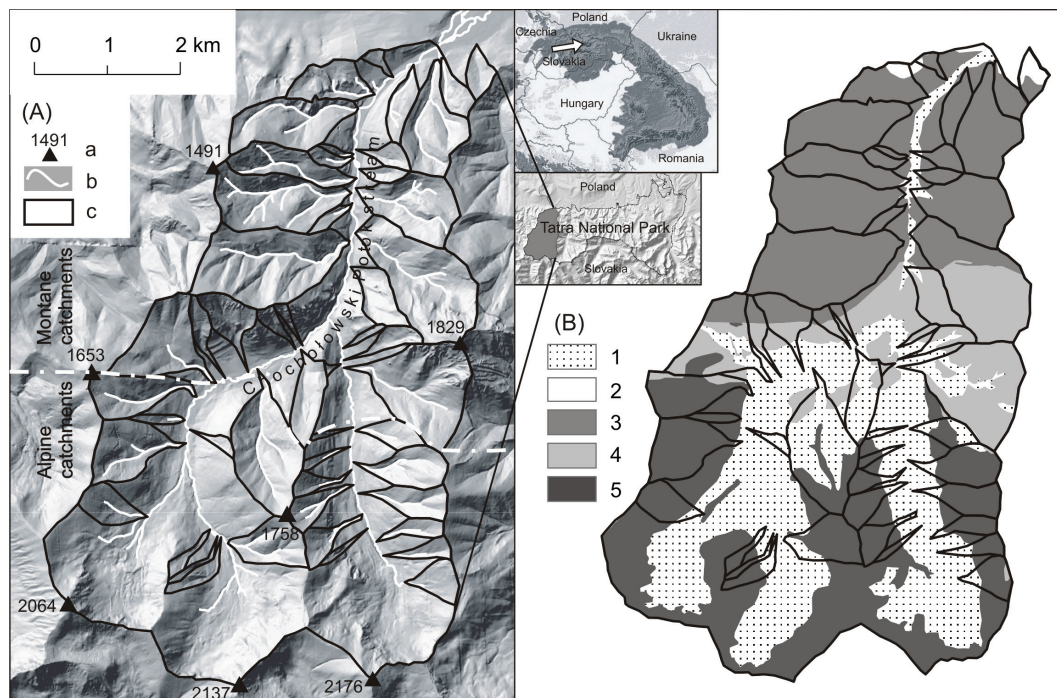 0 1 2 km
(A)
1491
a
b
c
1491
Montane
catchments
Alpine
catchments
1653
1829
1758
2064
2137
2176
Chochołowski Potok stream
Poland
Czechia
Ukraine
Slovakia
Hungary
Romania
Poland
Tatra National Park
Slovakia
(B)
1
2
3
4
5